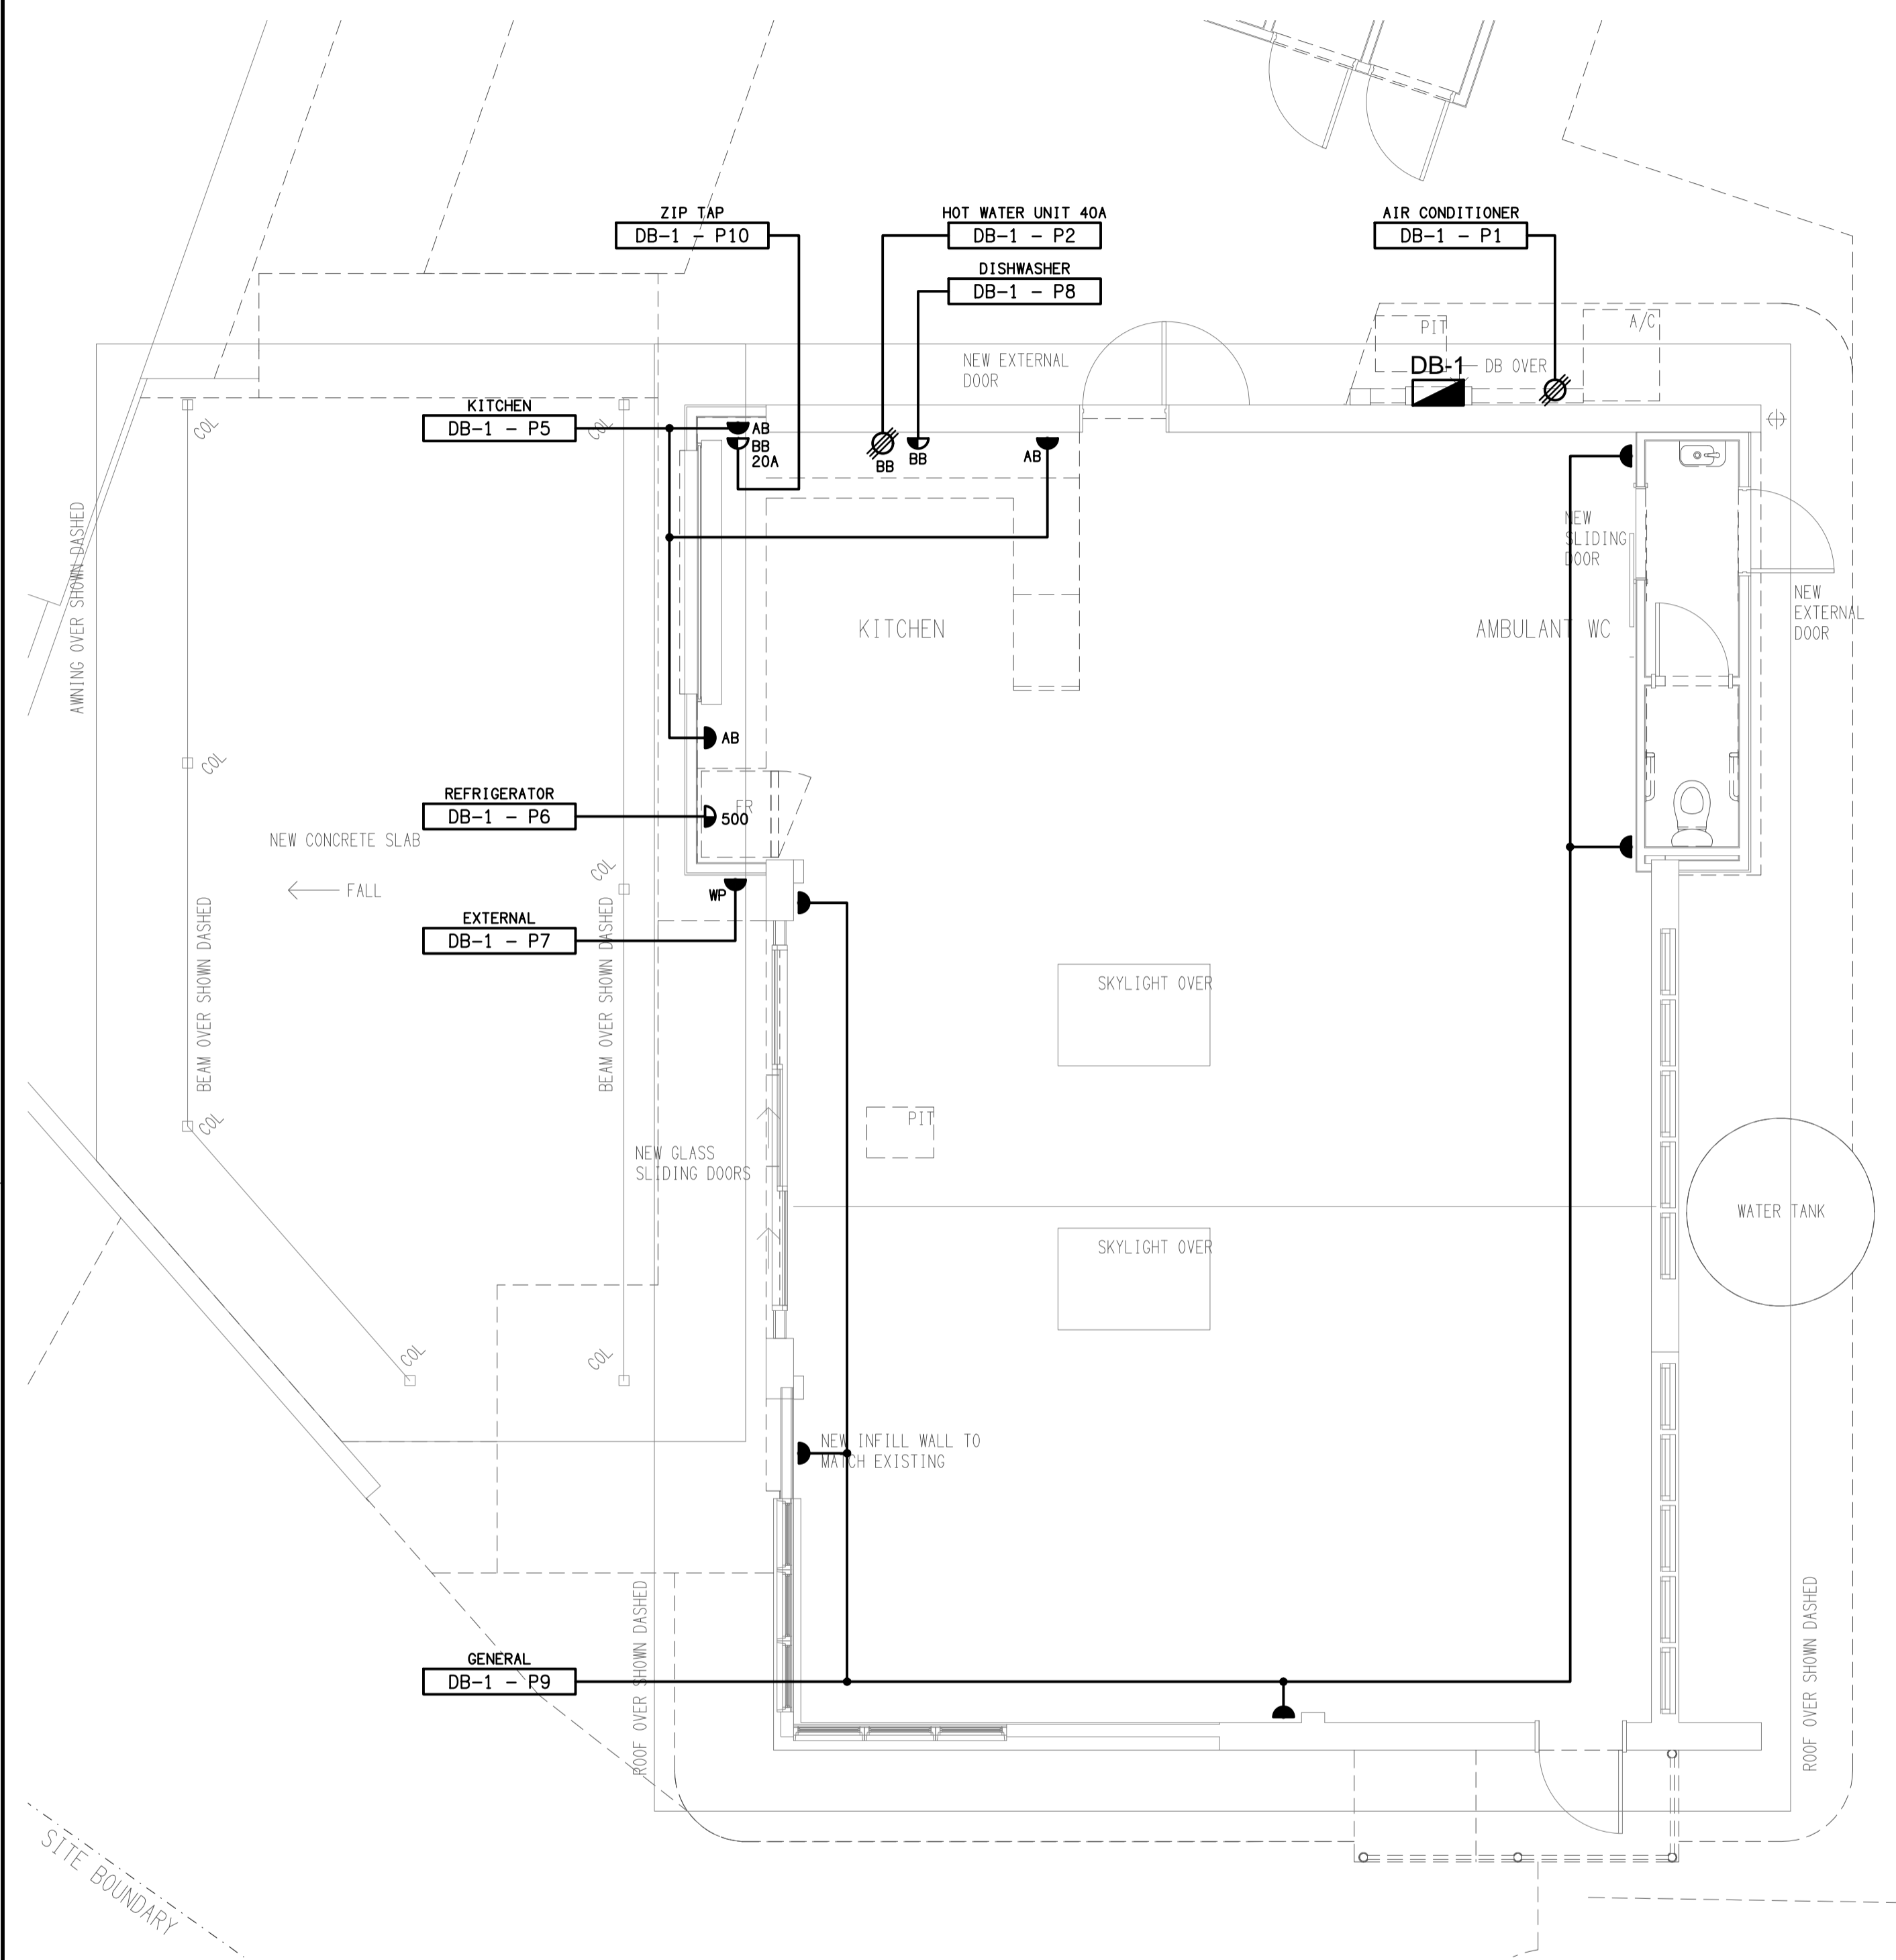 ZIP TAP
DB-1 - P10
HOT WATER UNIT 40A
DB-1 - P2
AIR CONDITIONER
DB-1 - P1
DISHWASHER
DB-1 - P8
PIT
A/C
DB-1
DB OVER
NEW EXTERNAL
DOOR
KITCHEN
DB-1 - P5
COL
COL
AB
BB
20A
BB
BB
AB
AWNING OVER SHOWN DASHED
NEW
SLIDING
DOOR
NEW
EXTERNAL
DOOR
KITCHEN
AMBULANT WC
AB
COL
REFRIGERATOR
DB-1 - P6
FR
500
NEW CONCRETE SLAB
COL
FALL
WP
EXTERNAL
DB-1 - P7
BEAM OVER SHOWN DASHED
BEAM OVER SHOWN DASHED
SKYLIGHT OVER
COL
PIT
NEW GLASS
SLIDING DOORS
WATER TANK
SKYLIGHT OVER
COL
COL
NEW INFILL WALL TO
MATCH EXISTING
GENERAL
DB-1 - P9
ROOF OVER SHOWN DASHED
ROOF OVER SHOWN DASHED
SITE BOUNDARY